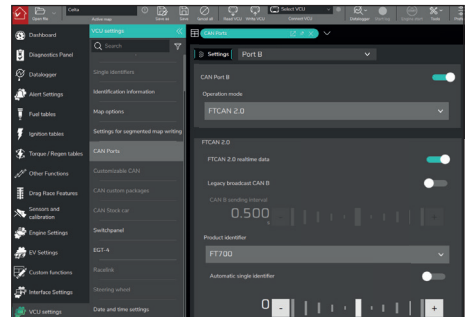 Celta
Select VCU
Open file
Active map
Save as
Save
Upload all
Read VCU
Write VCU
Connect VCU
Datalogger
Engine start
Tools
Dashboard
Diagnostics Panel
Datalogger
Alert Settings
Fuel tables
Ignition tables
Torque / Regen tables
Other Functions
Drag Race Features
Sensors and
calibration
Engine Settings
EV Settings
Custom functions
Interface Settings
VCU settings
VCU settings
Search
Single identifiers
Identification Information
Map options
Settings for segmented map writing
CAN Ports
Customizable CAN
CAN custom packages
CAN Stock car
Switchpanel
EGT-4
Racelink
Steering wheel
Date and time settings
CAN Ports
Settings
Port B
CAN Port B
Operation mode
FTCAN 2.0
FTCAN 2.0
FTCAN 2.0 realtime data
Legacy broadcast CAN B
CAN B sending interval
0.500
s
Product identifier
FT700
Automatic single identifier
0
-
+